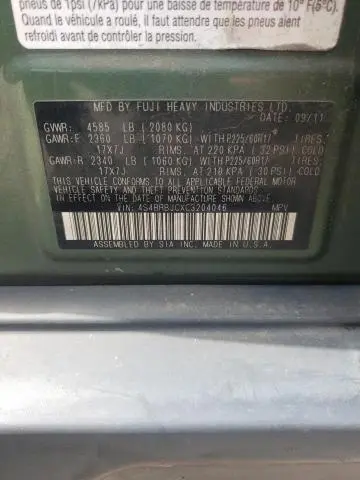 pneus de 1psi (7kPa) pour une baisse de température de 10° F(6°C).
Quand le véhicule a roulé, il faut attendre que les pneus
refroidi avant de contrôler la pression.
MFD. BY FUJI HEAVY INDUSTRIES LTD.
DATE: 09/11
GVWR: 4585 LB (2080 KG)
GAWR:F 2360 LB (1070 KG) WITH P225/60R17 TIRES,
17X7J RIMS, AT 220 KPA (32 PSI) COLD
GAWR:R 2340 LB (1060 KG) WITH P225/60R17 TIRES,
17X7J RIMS, AT 210 KPA (30 PSI) COLD
THIS VEHICLE CONFORMS TO ALL APPLICABLE FEDERAL MOTOR
VEHICLE SAFETY AND THEFT PREVENTION STANDARDS
IN EFFECT ON THE DATE OF MANUFACTURE SHOWN ABOVE.
VIN: 4S4BRBJCXC3204046 MPV
ASSEMBLED BY SIA INC. MADE IN U.S.A.